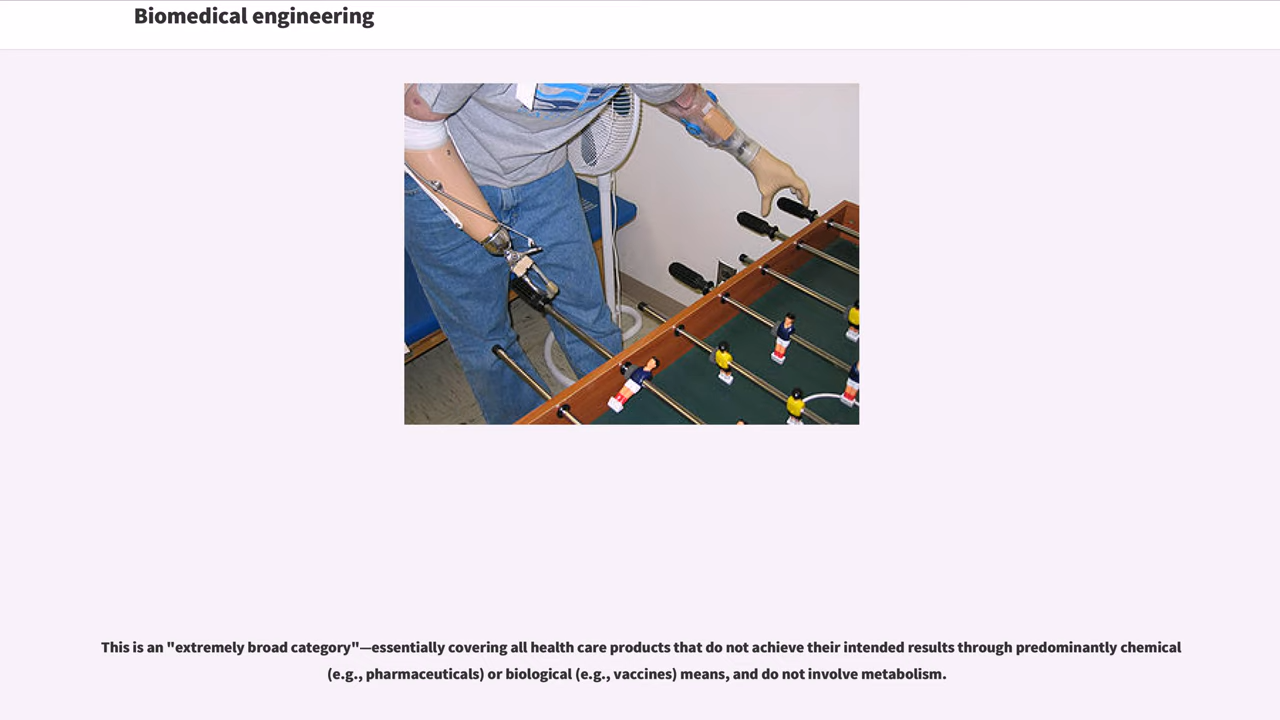 Biomedical engineering
This is an "extremely broad category"—essentially covering all health care products that do not achieve their intended results through predominantly chemical
(e.g., pharmaceuticals) or biological (e.g., vaccines) means, and do not involve metabolism.